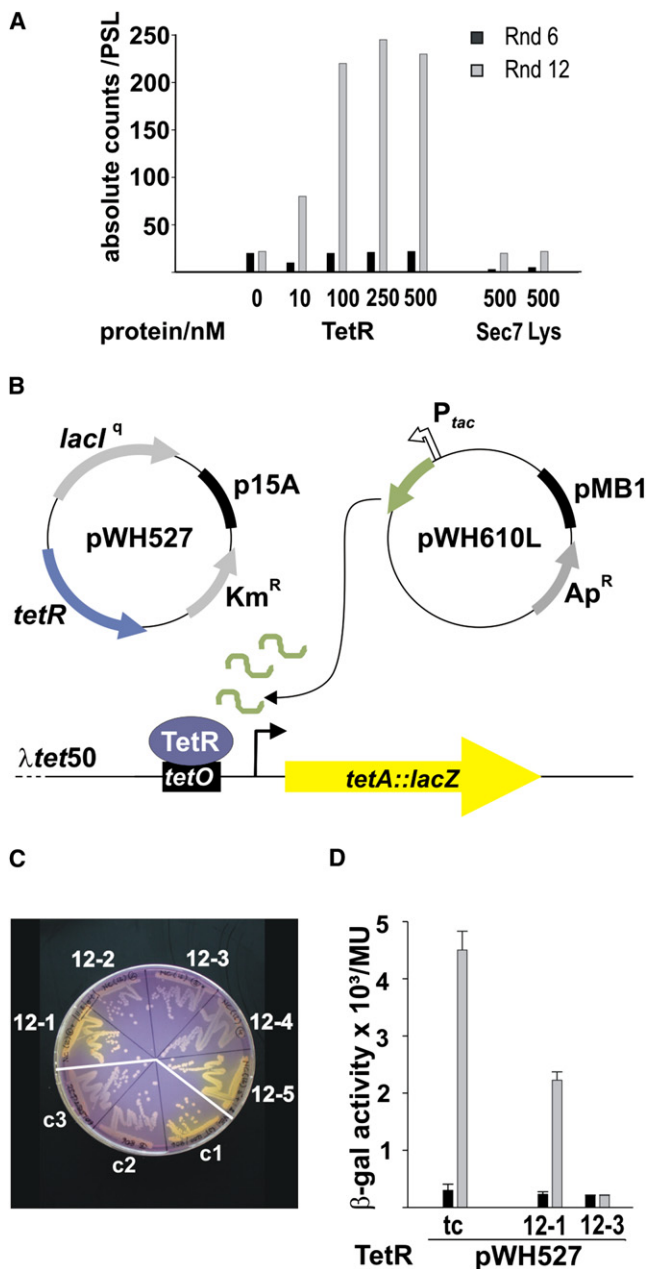 A
absolute counts /PSL
250
200
150
100
50
Rnd 6
Rnd 12
0 10 100 250 500 500 500
protein/nM TetR Sec7 Lys
B
lacI q
p15A
pWH527
tetR
KmR
Ptac
pMB1
pWH610L
ApR
TetR
λtet50
tetO
tetA::lacZ
C
12-2
12-3
12-1
12-4
12-5
c3
c2
c1
D
β-gal activity x 10³/MU
5
4
3
2
1
tc 12-1 12-3
TetR pWH527